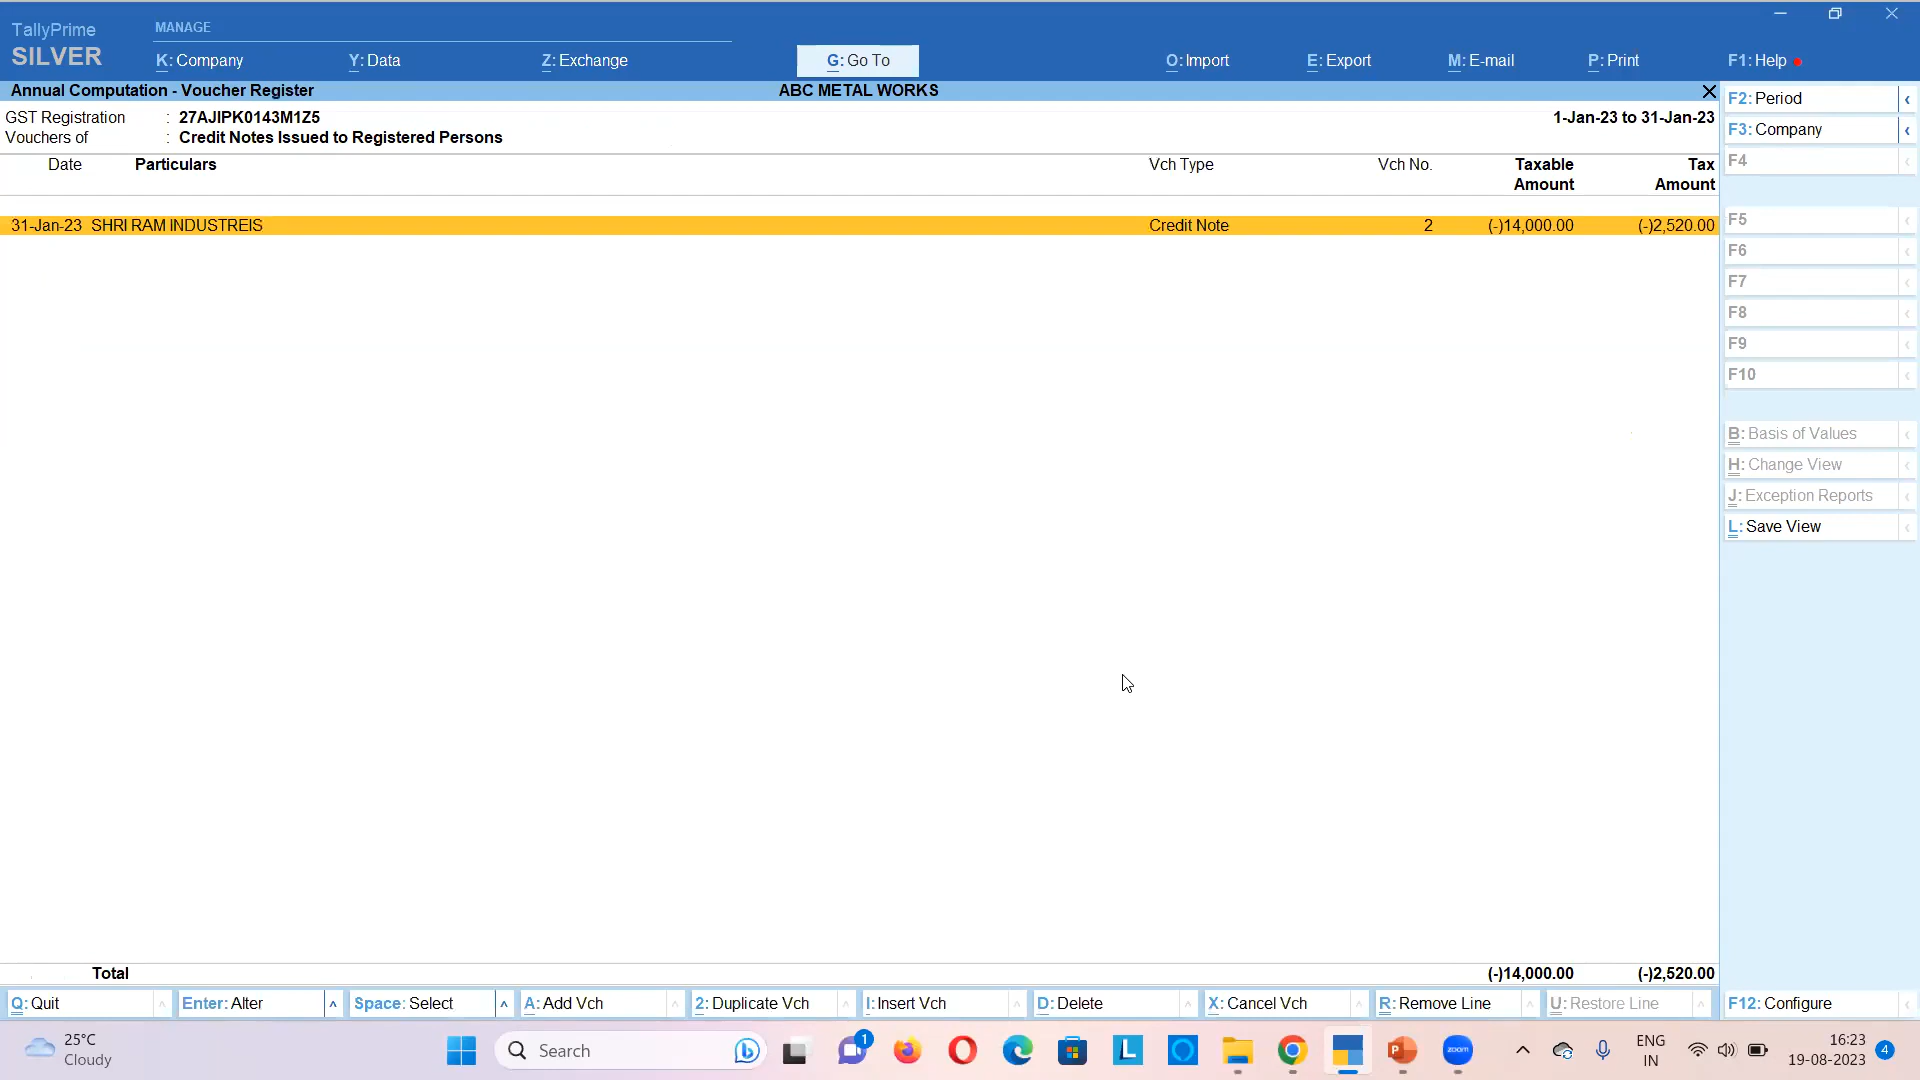 TallyPrime
SILVER
MANAGE
K: Company
Y: Data
Z: Exchange
G: Go To
O: Import
E: Export
M: E-mail
P: Print
F1: Help
Annual Computation - Voucher Register
ABC METAL WORKS
GST Registration : 27AJIPK0143M1Z5
1-Jan-23 to 31-Jan-23
Vouchers of : Credit Notes Issued to Registered Persons
Date Particulars Vch Type Vch No. Taxable Tax
Amount Amount
31-Jan-23 SHRI RAM INDUSTREIS Credit Note 2 (-)14,000.00 (-)2,520.00
Total (-)14,000.00 (-)2,520.00
F2: Period
F3: Company
F4
F5
F6
F7
F8
F9
F10
B: Basis of Values
H: Change View
J: Exception Reports
L: Save View
Q: Quit
Enter: Alter
Space: Select
A: Add Vch
2: Duplicate Vch
I: Insert Vch
D: Delete
X: Cancel Vch
R: Remove Line
U: Restore Line
F12: Configure
25°C
Cloudy
Search
1
L
P
zoom
ENG
IN
16:23
19-08-2023
4